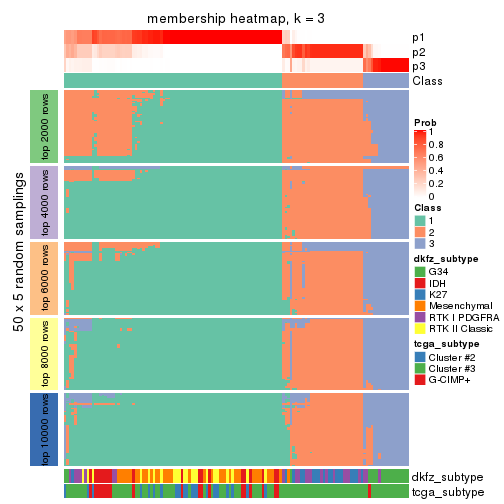 membership heatmap, k = 3
p1
p2
p3
Class
50 x 5 random samplings
top 2000 rows
top 4000 rows
top 6000 rows
top 8000 rows
top 10000 rows
dkfz_subtype
tcga_subtype
Prob
1
0.8
0.6
0.4
0.2
0
Class
1
2
3
dkfz_subtype
G34
IDH
K27
Mesenchymal
RTK I PDGFRA
RTK II Classic
tcga_subtype
Cluster #2
Cluster #3
G-CIMP+